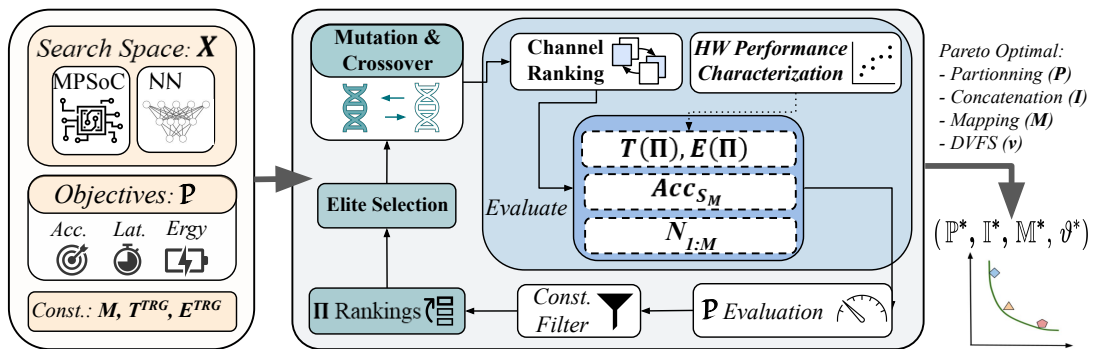 Search Space: X
MPSoC
NN
Objectives: P
Acc. Lat. Ergy
Const.: M, T^TRG, E^TRG
Mutation &
Crossover
Elite Selection
Π Rankings
Channel
Ranking
HW Performance
Characterization
T(Π), E(Π)
Acc_{S_M}
N_{1:M}
Evaluate
Const.
Filter
P Evaluation
Pareto Optimal:
- Partionning (P)
- Concatenation (I)
- Mapping (M)
- DVFS (v)
(ℙ*, 𝕀*, 𝕄*, ϑ*)